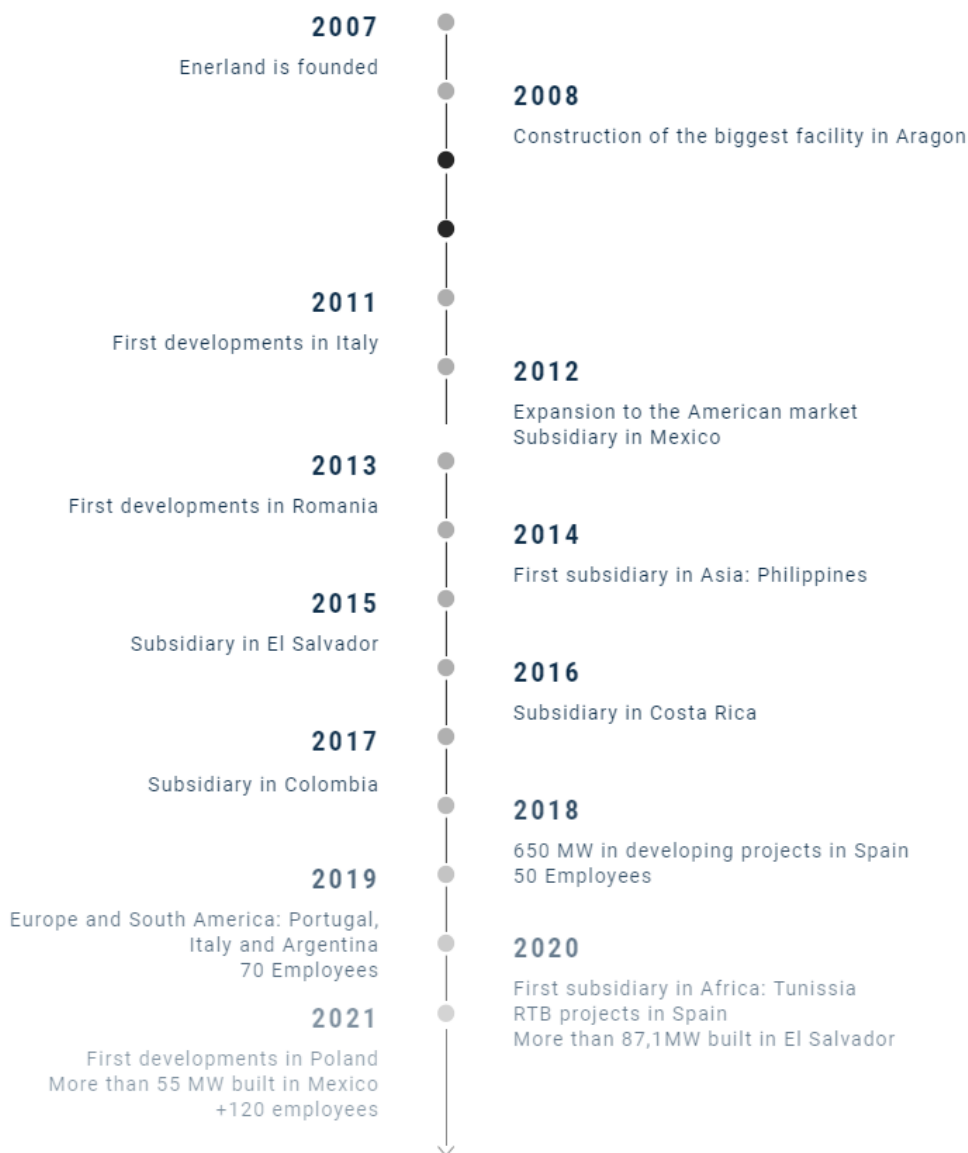 2007
Enerland is founded
2008
Construction of the biggest facility in Aragon
2011
First developments in Italy
2012
Expansion to the American market
Subsidiary in Mexico
2013
First developments in Romania
2014
First subsidiary in Asia: Philippines
2015
Subsidiary in El Salvador
2016
Subsidiary in Costa Rica
2017
Subsidiary in Colombia
2018
650 MW in developing projects in Spain
50 Employees
2019
Europe and South America: Portugal,
Italy and Argentina
70 Employees
2020
First subsidiary in Africa: Tunissia
RTB projects in Spain
More than 87,1MW built in El Salvador
2021
First developments in Poland
More than 55 MW built in Mexico
+120 employees